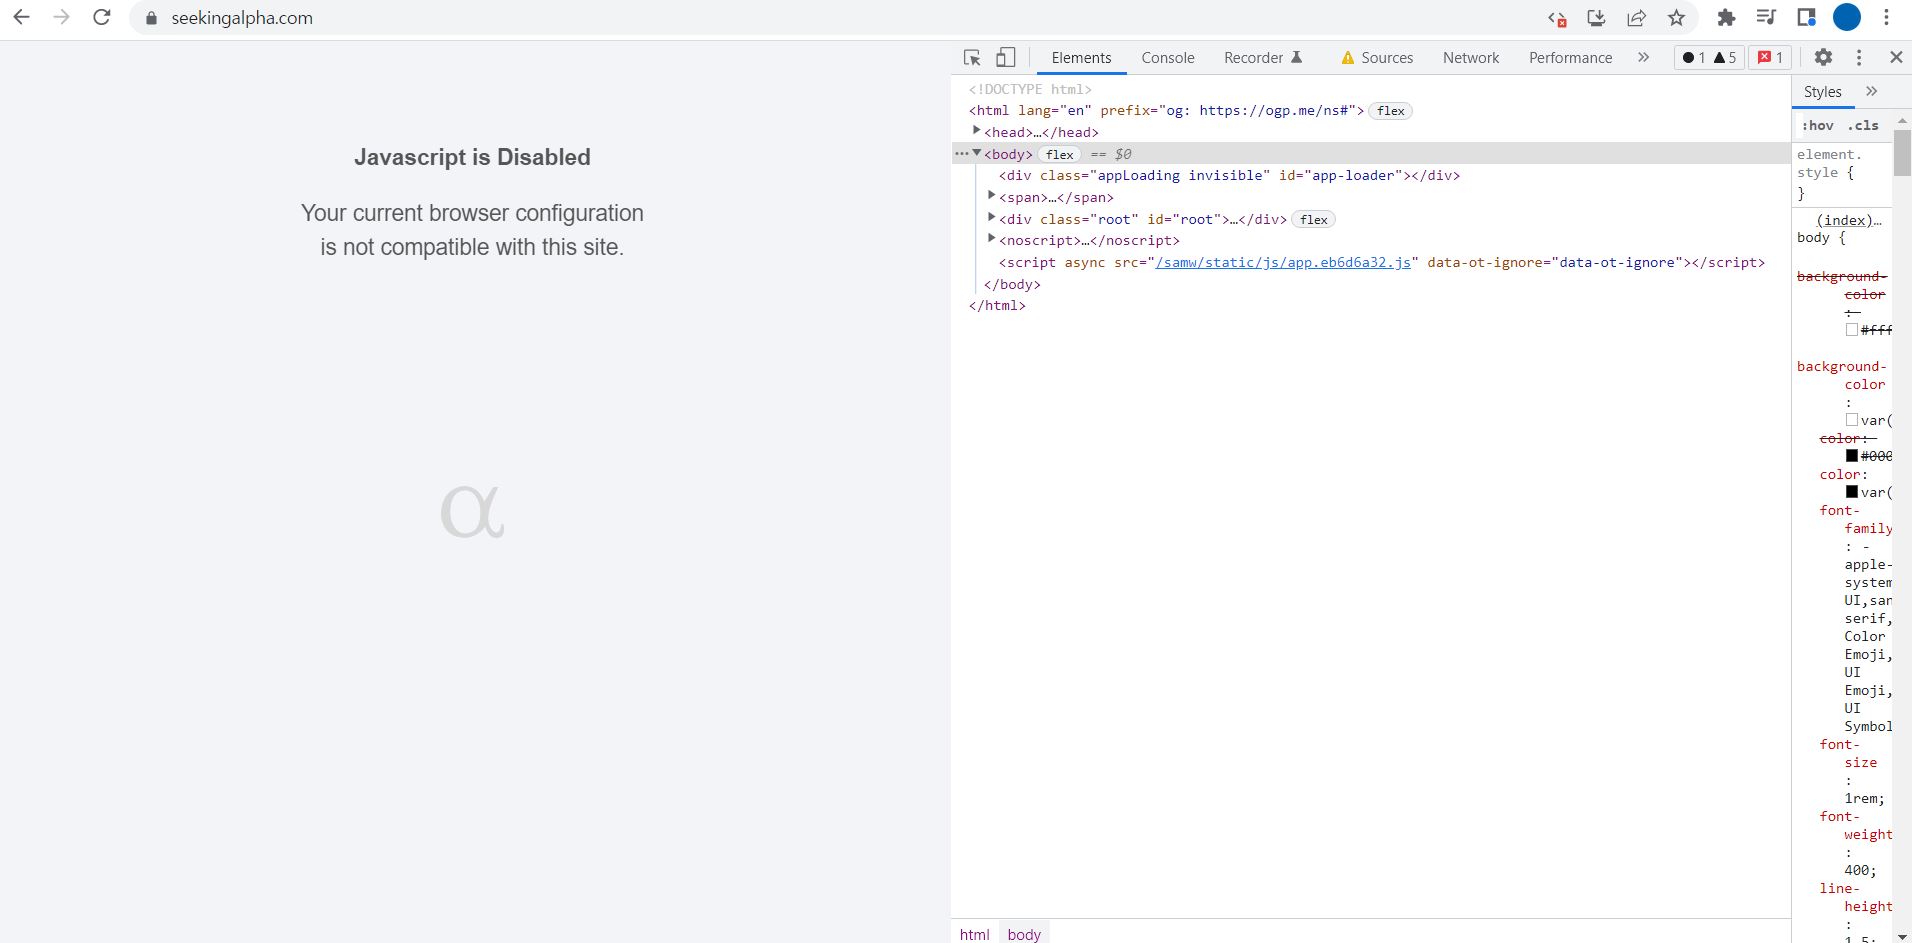 seekingalpha.com
Javascript is Disabled
Your current browser configuration
is not compatible with this site.
α
Elements Console Recorder Sources Network Performance » 1 5 1
<!DOCTYPE html>
<html lang="en" prefix="og: https://ogp.me/ns#"> flex
<head>…</head>
<body> flex == $0
<div class="appLoading invisible" id="app-loader"></div>
<span>…</span>
<div class="root" id="root">…</div> flex
<noscript>…</noscript>
<script async src="/samw/static/js/app.eb6d6a32.js" data-ot-ignore="data-ot-ignore"></script>
</body>
</html>
html body
Styles »
:hov .cls
element.
style {
}
(index)…
body {
background-
color
:
#fff
background-
color
:
var(
color:
#000
color:
var(
font-
family
: -
apple-
system
UI,san
serif,
Color
Emoji,
UI
Emoji,
UI
Symbol
font-
size
:
1rem;
font-
weight
:
400;
line-
height
:
1.5;